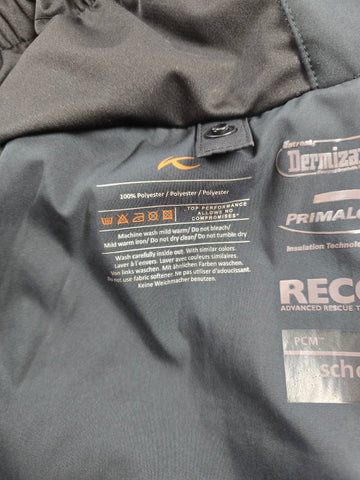 100% Polyester / Polyester / Polyester
TOP PERFORMANCE
ALLOWS NO
COMPROMISES
Machine wash mild warm/ Do not bleach/
Mild warm iron/ Do not dry clean/ Do not tumble dry
Wash carefully inside out. With similar colors.
Laver à l'envers. Laver avec couleurs similaires.
Von links waschen. Mit ähnlichen Farben waschen.
Do not use fabric softener. Ne pas utiliser d'adoucissant.
Keine Weichmacher benutzen.
Dermiza
PRIMAL
Insulation Technolo
RECC
ADVANCED RESCUE T
PCM™
scho